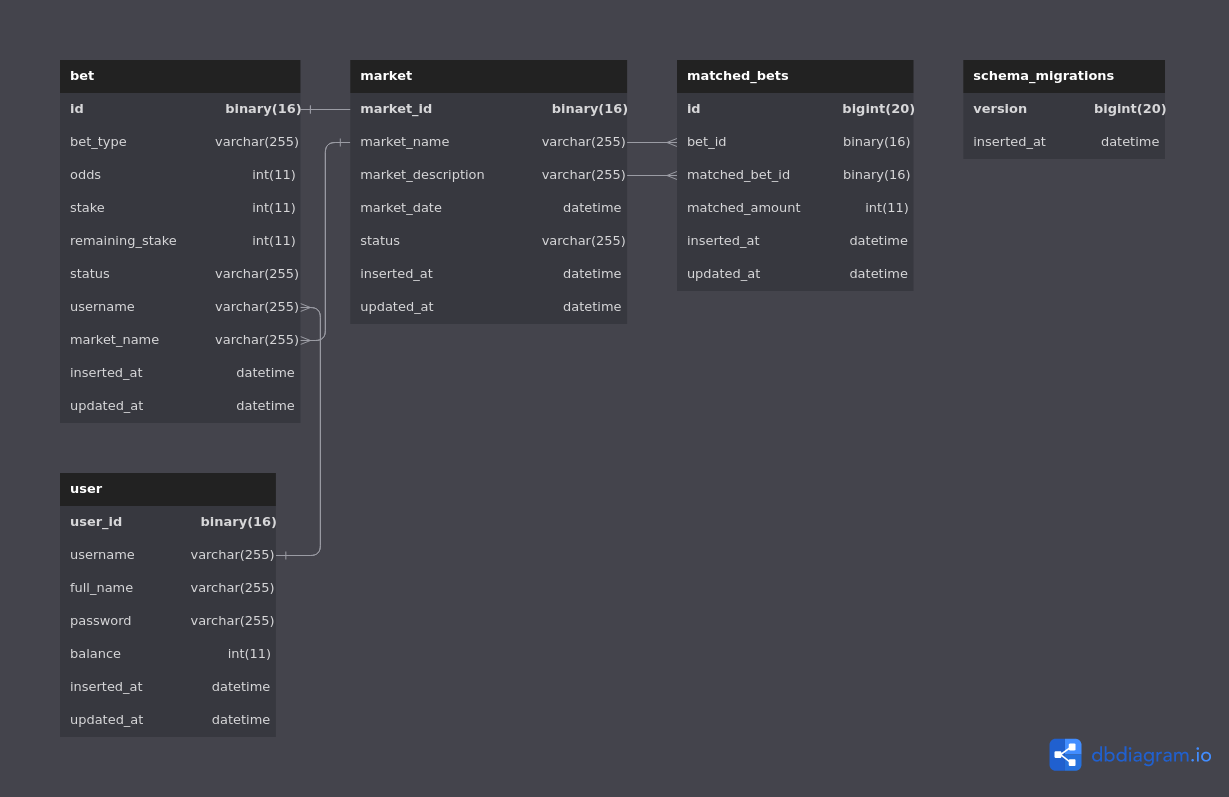 bet
id binary(16)
bet_type varchar(255)
odds int(11)
stake int(11)
remaining_stake int(11)
status varchar(255)
username varchar(255)
market_name varchar(255)
inserted_at datetime
updated_at datetime
market
market_id binary(16)
market_name varchar(255)
market_description varchar(255)
market_date datetime
status varchar(255)
inserted_at datetime
updated_at datetime
matched_bets
id bigint(20)
bet_id binary(16)
matched_bet_id binary(16)
matched_amount int(11)
inserted_at datetime
updated_at datetime
schema_migrations
version bigint(20)
inserted_at datetime
user
user_id binary(16)
username varchar(255)
full_name varchar(255)
password varchar(255)
balance int(11)
inserted_at datetime
updated_at datetime
dbdiagram.io